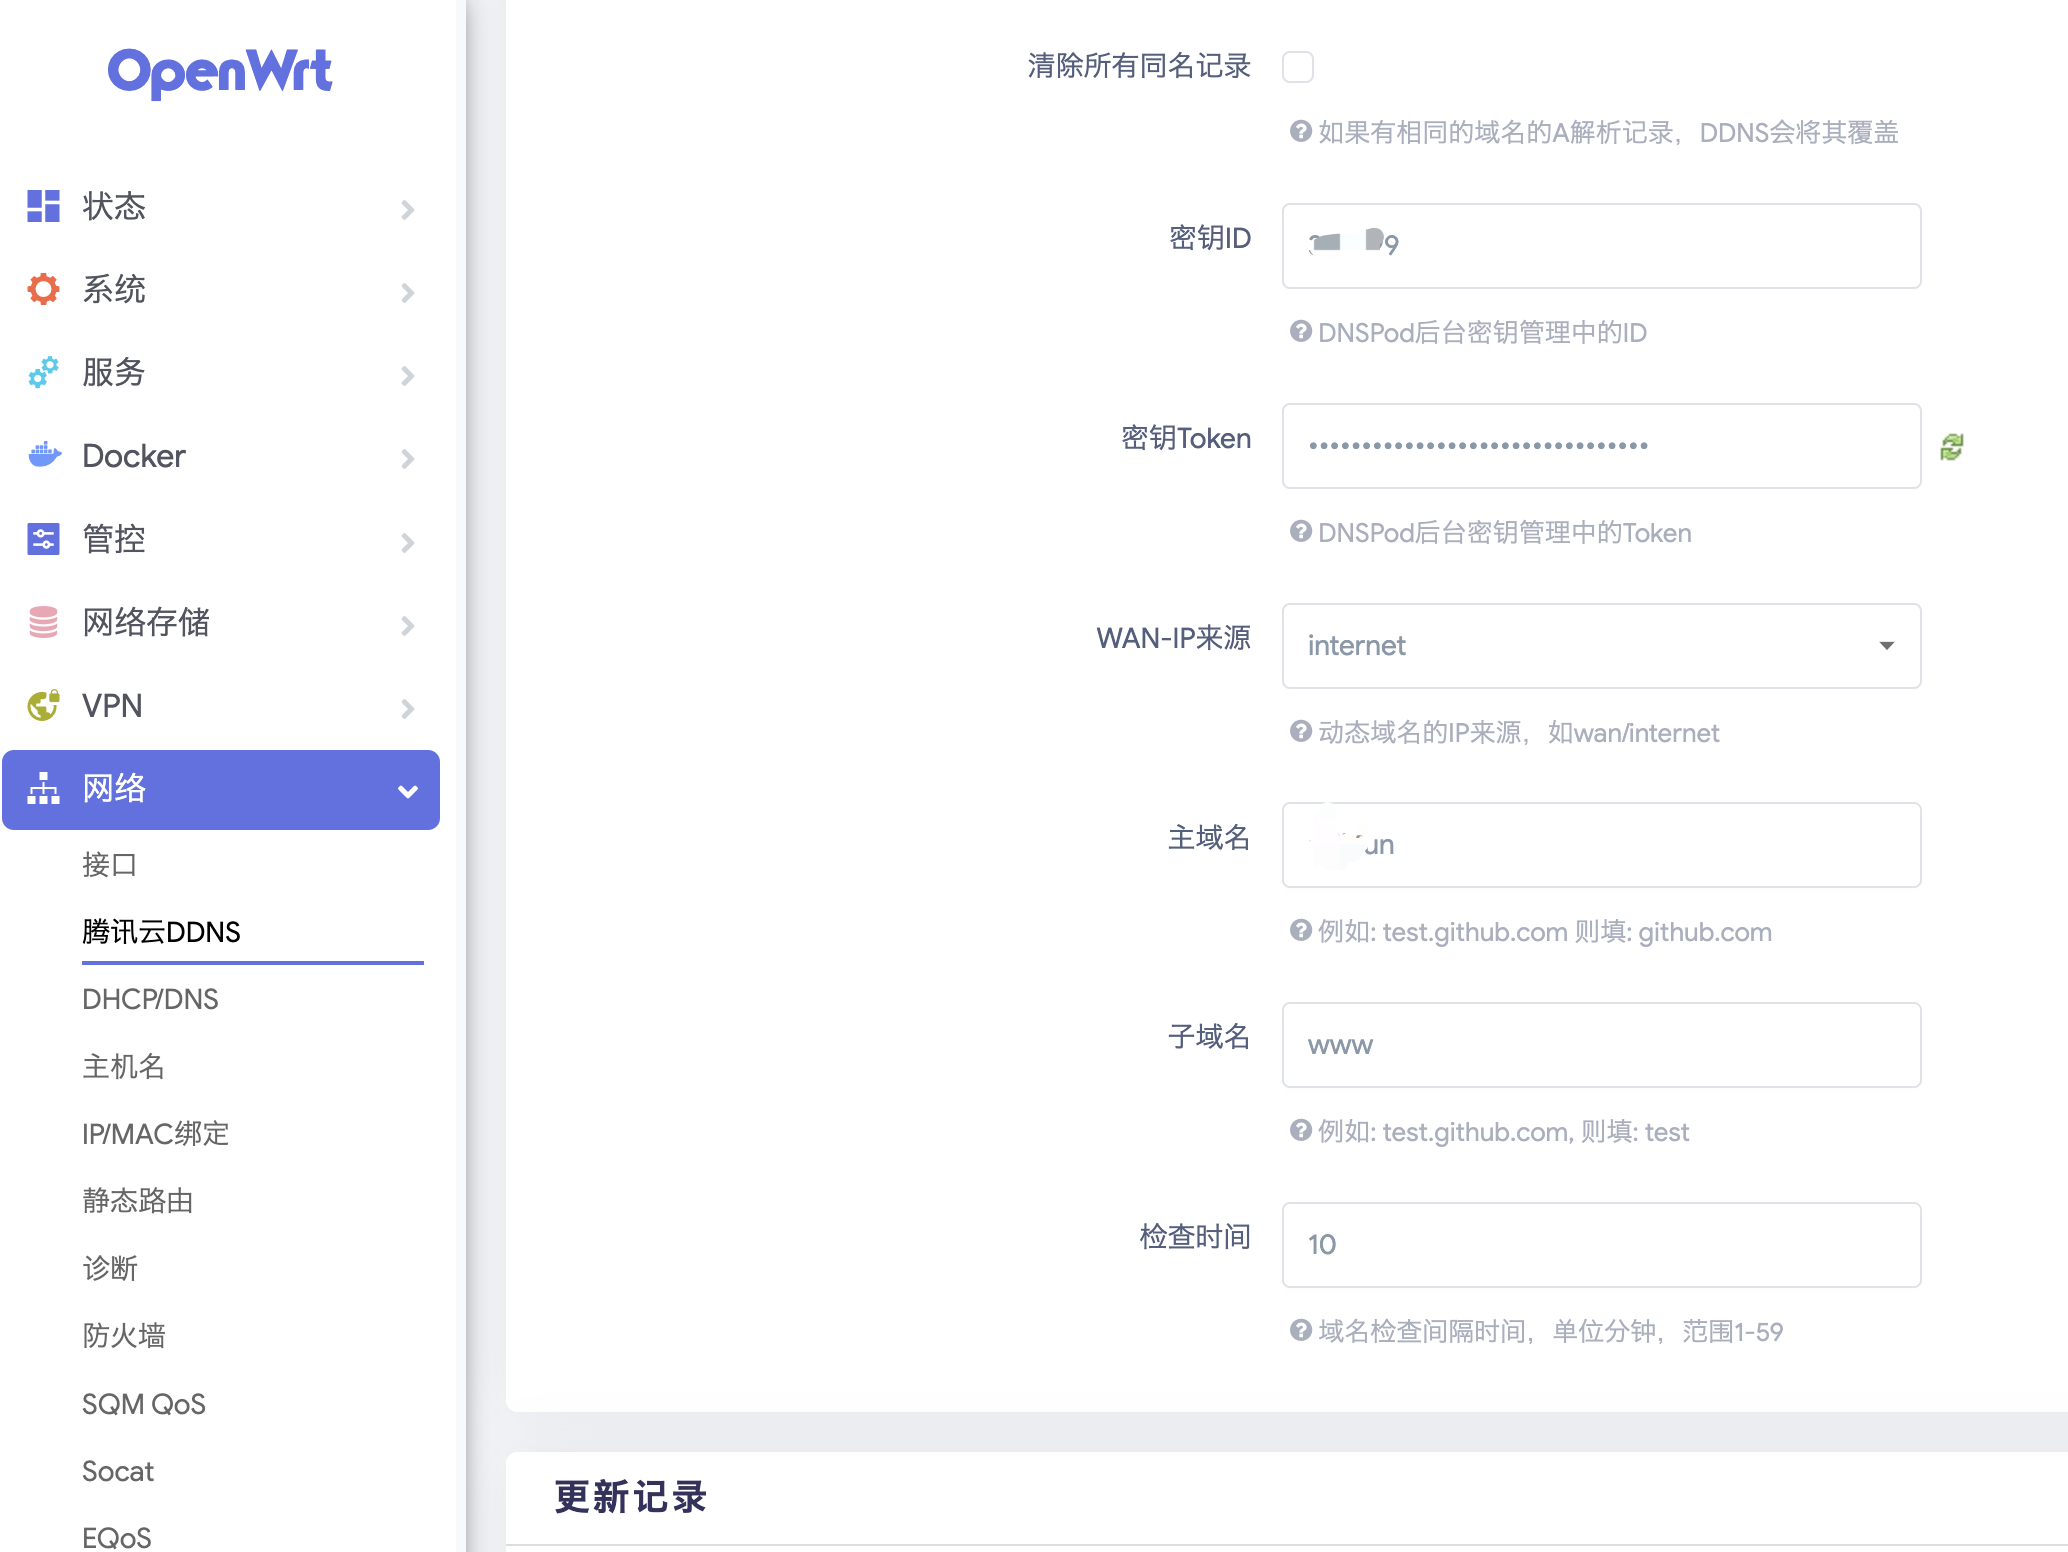 OpenWrt
状态
系统
服务
Docker
管控
网络存储
VPN
网络
接口
腾讯云DDNS
DHCP/DNS
主机名
IP/MAC绑定
静态路由
诊断
防火墙
SQM QoS
Socat
EQoS
清除所有同名记录
如果有相同的域名的A解析记录，DDNS会将其覆盖
密钥ID
9
DNSPod后台密钥管理中的ID
密钥Token
DNSPod后台密钥管理中的Token
WAN-IP来源
internet
动态域名的IP来源，如wan/internet
主域名
un
例如: test.github.com 则填: github.com
子域名
www
例如: test.github.com, 则填: test
检查时间
10
域名检查间隔时间，单位分钟，范围1-59
更新记录